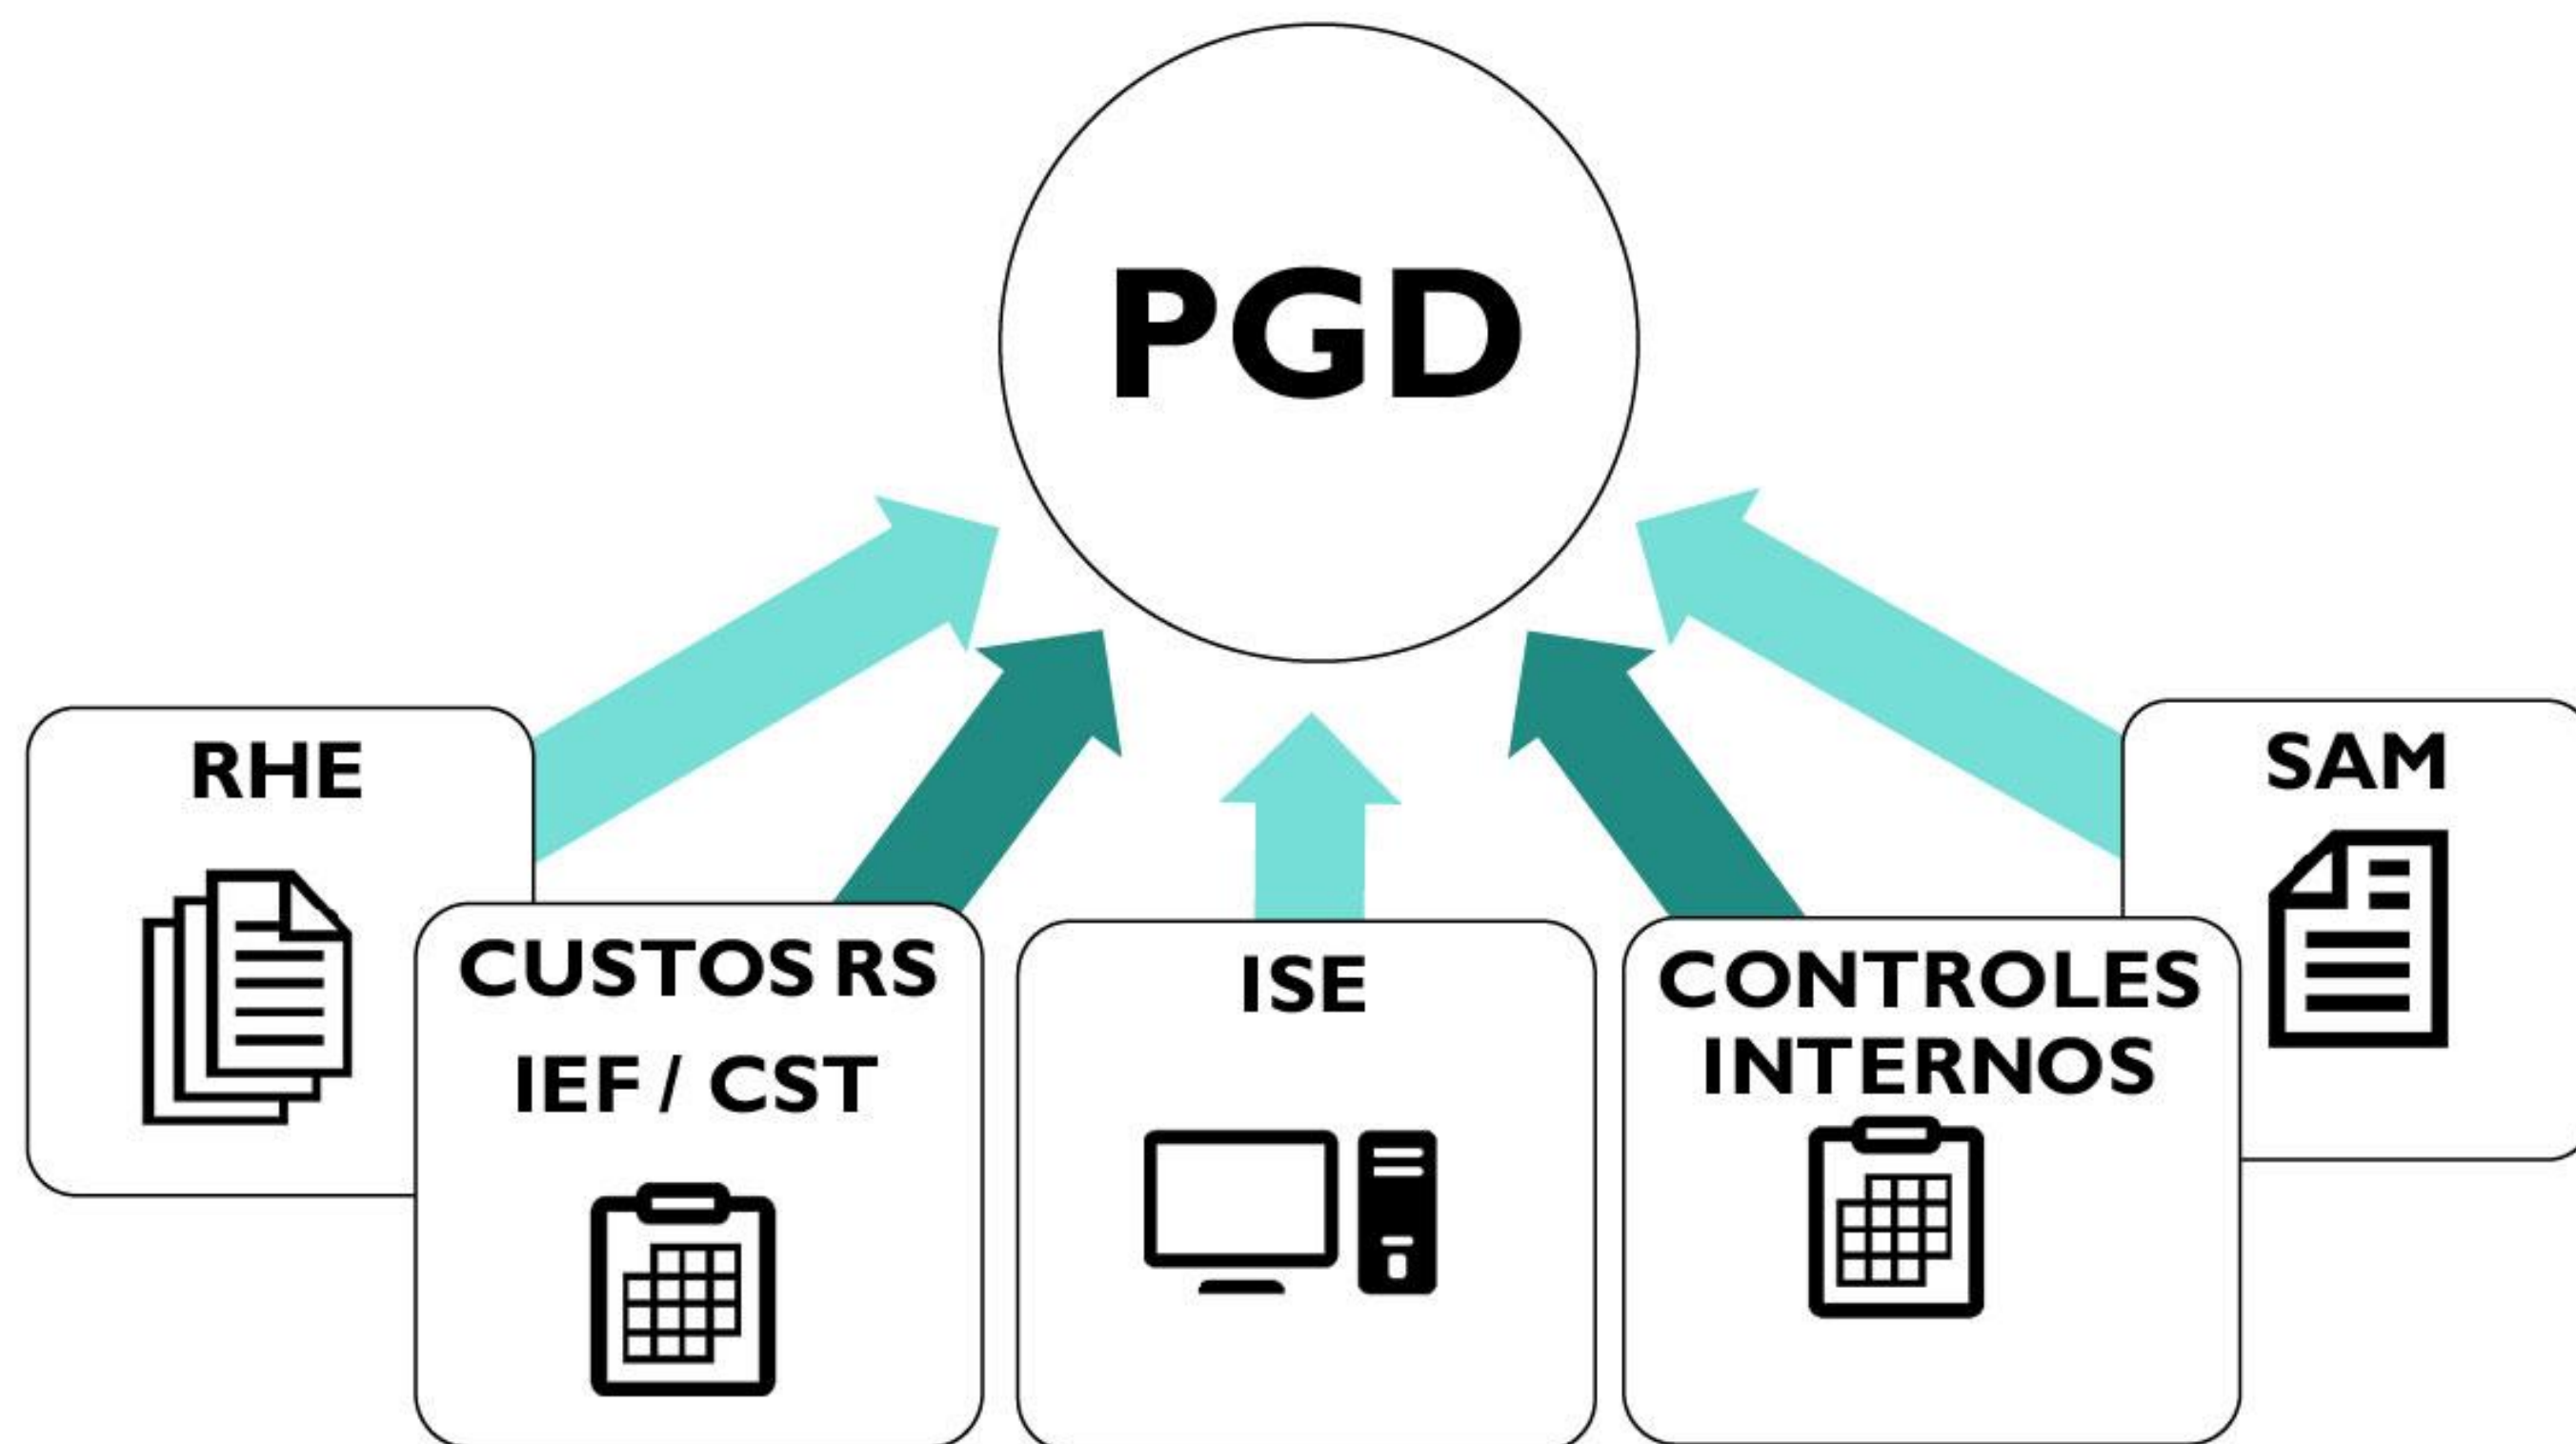 PGD
RHE
CUSTOS RS
IEF / CST
ISE
CONTROLES
INTERNOS
SAM